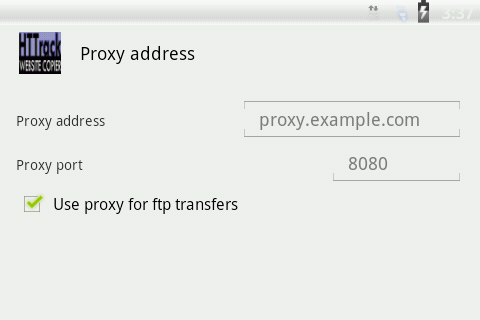 3:37
HTTrack
WEBSITE COPIER
Proxy address
Proxy address
proxy.example.com
Proxy port
8080
Use proxy for ftp transfers